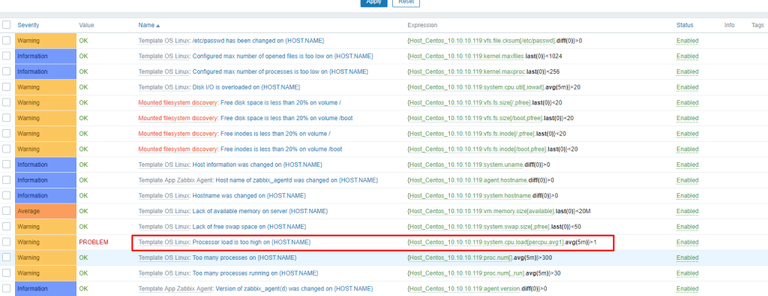 Apply Reset
Severity Value Name Expression Status Info Tags
Warning OK Template OS Linux: /etc/passwd has been changed on {HOST.NAME} {Host_Centos_10.10.10.119:vfs.file.cksum[/etc/passwd].diff(0)}>0 Enabled
Information OK Template OS Linux: Configured max number of opened files is too low on {HOST.NAME} {Host_Centos_10.10.10.119:kernel.maxfiles.last(0)}<1024 Enabled
Information OK Template OS Linux: Configured max number of processes is too low on {HOST.NAME} {Host_Centos_10.10.10.119:kernel.maxproc.last(0)}<256 Enabled
Warning OK Template OS Linux: Disk I/O is overloaded on {HOST.NAME} {Host_Centos_10.10.10.119:system.cpu.util[,iowait].avg(5m)}>20 Enabled
Warning OK Mounted filesystem discovery: Free disk space is less than 20% on volume / {Host_Centos_10.10.10.119:vfs.fs.size[/,pfree].last(0)}<20 Enabled
Warning OK Mounted filesystem discovery: Free disk space is less than 20% on volume /boot {Host_Centos_10.10.10.119:vfs.fs.size[/boot,pfree].last(0)}<20 Enabled
Warning OK Mounted filesystem discovery: Free inodes is less than 20% on volume / {Host_Centos_10.10.10.119:vfs.fs.inode[/,pfree].last(0)}<20 Enabled
Warning OK Mounted filesystem discovery: Free inodes is less than 20% on volume /boot {Host_Centos_10.10.10.119:vfs.fs.inode[/boot,pfree].last(0)}<20 Enabled
Information OK Template OS Linux: Host information was changed on {HOST.NAME} {Host_Centos_10.10.10.119:system.uname.diff(0)}>0 Enabled
Information OK Template App Zabbix Agent: Host name of zabbix_agentd was changed on {HOST.NAME} {Host_Centos_10.10.10.119:agent.hostname.diff(0)}>0 Enabled
Information OK Template OS Linux: Hostname was changed on {HOST.NAME} {Host_Centos_10.10.10.119:system.hostname.diff(0)}>0 Enabled
Average OK Template OS Linux: Lack of available memory on server {HOST.NAME} {Host_Centos_10.10.10.119:vm.memory.size[available].last(0)}<20M Enabled
Warning OK Template OS Linux: Lack of free swap space on {HOST.NAME} {Host_Centos_10.10.10.119:system.swap.size[,pfree].last(0)}<50 Enabled
Warning PROBLEM Template OS Linux: Processor load is too high on {HOST.NAME} {Host_Centos_10.10.10.119:system.cpu.load[percpu,avg1].avg(5m)}>1 Enabled
Warning OK Template OS Linux: Too many processes on {HOST.NAME} {Host_Centos_10.10.10.119:proc.num[].avg(5m)}>300 Enabled
Warning OK Template OS Linux: Too many processes running on {HOST.NAME} {Host_Centos_10.10.10.119:proc.num[,,run].avg(5m)}>30 Enabled
Information OK Template App Zabbix Agent: Version of zabbix_agent(d) was changed on {HOST.NAME} {Host_Centos_10.10.10.119:agent.version.diff(0)}>0 Enabled